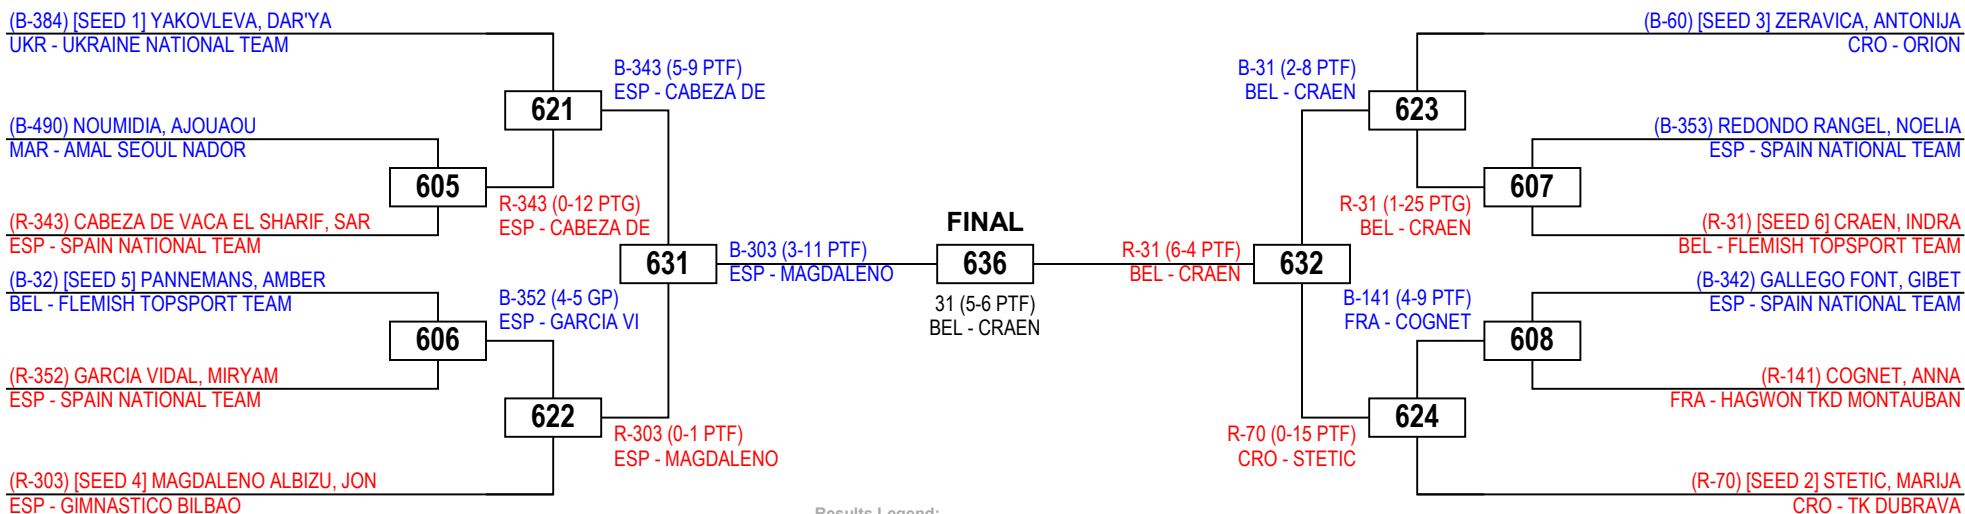 (B-384) [SEED 1] YAKOVLEVA, DAR'YA
UKR - UKRAINE NATIONAL TEAM
(B-490) NOUMIDIA, AJOUAOU
MAR - AMAL SEOUL NADOR
(R-343) CABEZA DE VACA EL SHARIF, SAR
ESP - SPAIN NATIONAL TEAM
(B-32) [SEED 5] PANNEMANS, AMBER
BEL - FLEMISH TOPSPORT TEAM
(R-352) GARCIA VIDAL, MIRYAM
ESP - SPAIN NATIONAL TEAM
(R-303) [SEED 4] MAGDALENO ALBIZU, JON
ESP - GIMNASTICO BILBAO
605
606
R-343 (0-12 PTG)
ESP - CABEZA DE
B-352 (4-5 GP)
ESP - GARCIA VI
621
622
B-343 (5-9 PTF)
ESP - CABEZA DE
R-303 (0-1 PTF)
ESP - MAGDALENO
631
B-303 (3-11 PTF)
ESP - MAGDALENO
FINAL
636
31 (5-6 PTF)
BEL - CRAEN
Results Legend:
R-31 (6-4 PTF)
BEL - CRAEN
632
B-31 (2-8 PTF)
BEL - CRAEN
R-70 (0-15 PTF)
CRO - STETIC
623
624
R-31 (1-25 PTG)
BEL - CRAEN
B-141 (4-9 PTF)
FRA - COGNET
607
608
(B-60) [SEED 3] ZERAVICA, ANTONIJA
CRO - ORION
(B-353) REDONDO RANGEL, NOELIA
ESP - SPAIN NATIONAL TEAM
(R-31) [SEED 6] CRAEN, INDRA
BEL - FLEMISH TOPSPORT TEAM
(B-342) GALLEGO FONT, GIBET
ESP - SPAIN NATIONAL TEAM
(R-141) COGNET, ANNA
FRA - HAGWON TKD MONTAUBAN
(R-70) [SEED 2] STETIC, MARIJA
CRO - TK DUBRAVA